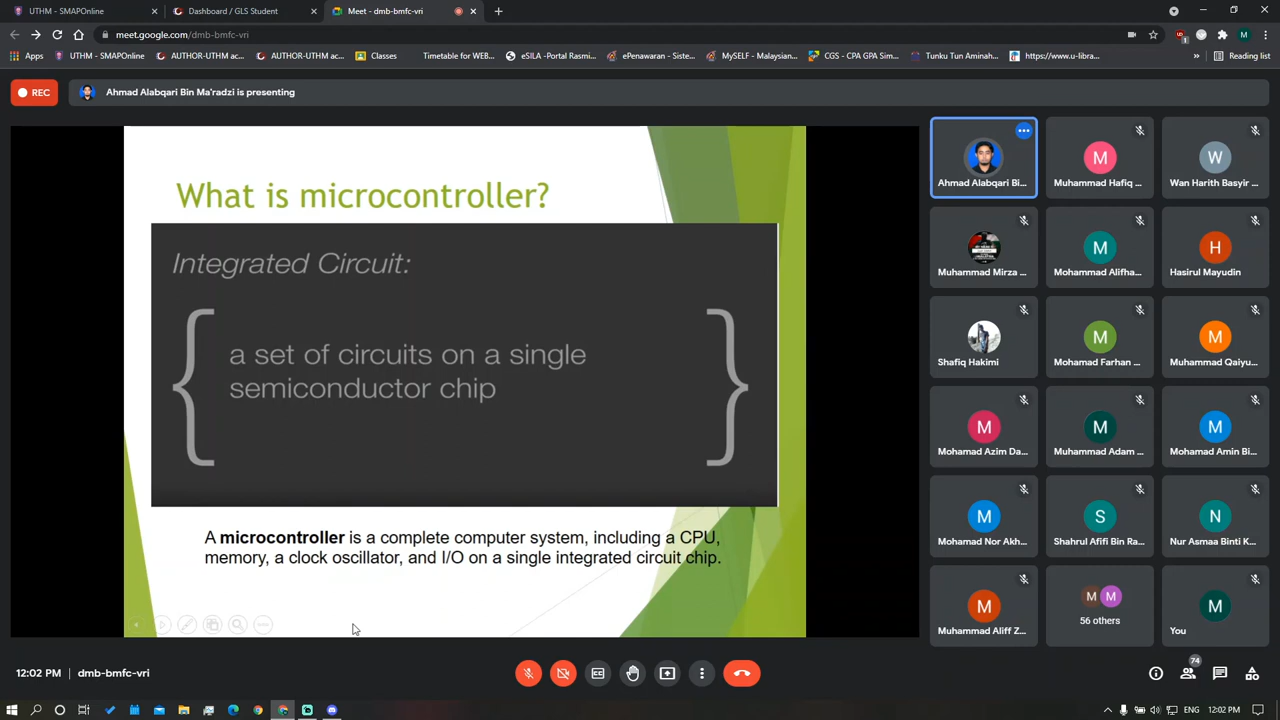 UTHM - SMAPOnline
Dashboard / GLS Student
Meet - dmb-bmfc-vri
meet.google.com/dmb-bmfc-vri
Apps
UTHM - SMAPOnline
AUTHOR-UTHM ac...
AUTHOR-UTHM ac...
Classes
Timetable for WEB...
eSILA - Portal Rasmi...
ePenawaran - Siste...
MySELF - Malaysian...
CGS - CPA GPA Sim...
Tunku Tun Aminah...
https://www.u-libra...
Reading list
REC
Ahmad Alabqari Bin Ma'radzi is presenting
What is microcontroller?
Integrated Circuit:
a set of circuits on a single
semiconductor chip
A microcontroller is a complete computer system, including a CPU,
memory, a clock oscillator, and I/O on a single integrated circuit chip.
Ahmad Alabqari Bi...
M
Muhammad Hafiq ...
W
Wan Harith Basyir ...
Muhammad Mirza ...
M
Mohammad Alifha...
H
Hasirul Mayudin
Shafiq Hakimi
M
Mohamad Farhan ...
M
Muhammad Qaiyu...
M
Mohamad Azim Da...
M
Muhammad Adam ...
M
Mohamad Amin Bi...
M
Mohamad Nor Akh...
S
Shahrul Afifi Bin Ra...
N
Nur Asmaa Binti K...
M
Muhammad Aliff Z...
M M
56 others
M
You
12:02 PM
dmb-bmfc-vri
74
ENG
12:02 PM